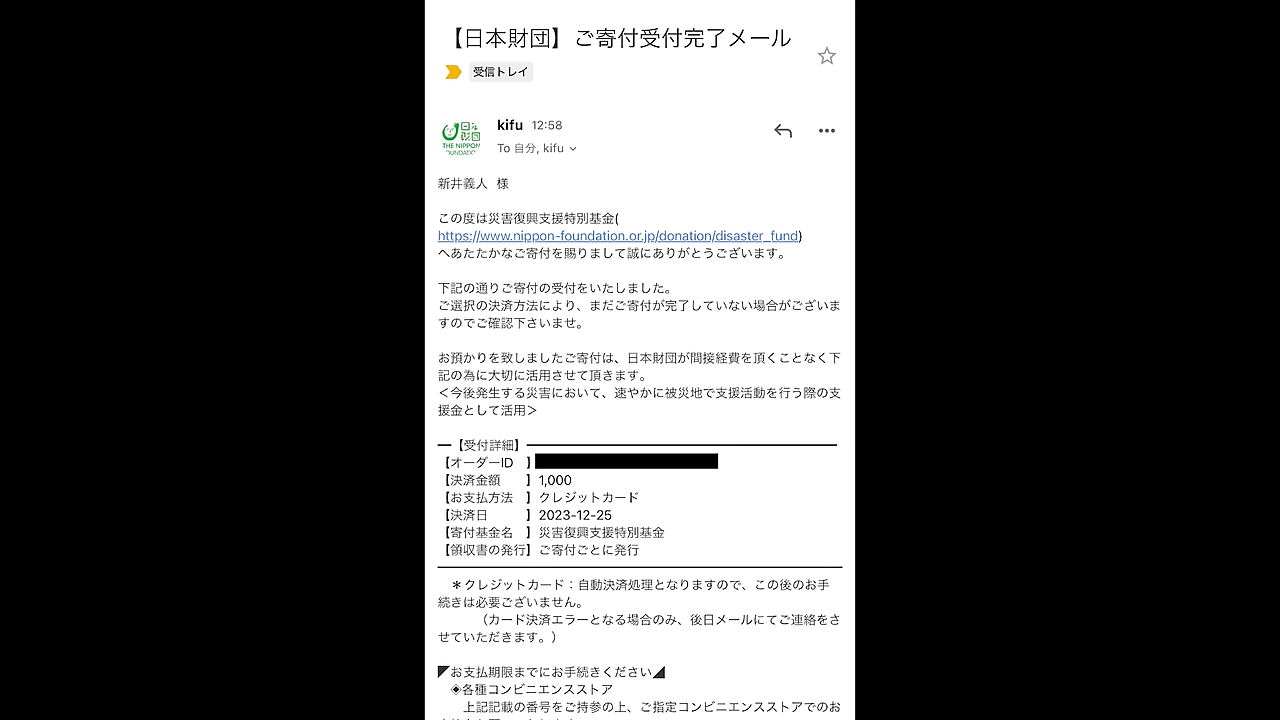 【日本財団】ご寄付受付完了メール
受信トレイ
THE NIPPON
kifu 12:58
To 自分, kifu
新井義人 様
この度は災害復興支援特別基金(
https://www.nippon-foundation.or.jp/donation/disaster_fund)
へあたたかなご寄付を賜りまして誠にありがとうございます。
下記の通りご寄付の受付をいたしました。
ご選択の決済方法により、まだご寄付が完了していない場合がございま
すのでご確認下さいませ。
お預かりを致しましたご寄付は、日本財団が間接経費を頂くことなく下
記の為に大切に活用させて頂きます。
＜今後発生する災害において、速やかに被災地で支援活動を行う際の支
援金として活用＞
━【受付詳細】━━━━━━━━━━━━━━━━━━
【オーダーID 】
【決済金額 】1,000
【お支払方法 】クレジットカード
【決済日 】2023-12-25
【寄付基金名 】災害復興支援特別基金
【領収書の発行】ご寄付ごとに発行
＊クレジットカード：自動決済処理となりますので、この後のお手
続きは必要ございません。
（カード決済エラーとなる場合のみ、後日メールにてご連絡をさ
せていただきます。）
◤お支払期限までにお手続きください◢
◈各種コンビニエンスストア
上記記載の番号をご持参の上、ご指定コンビニエンスストアでのお